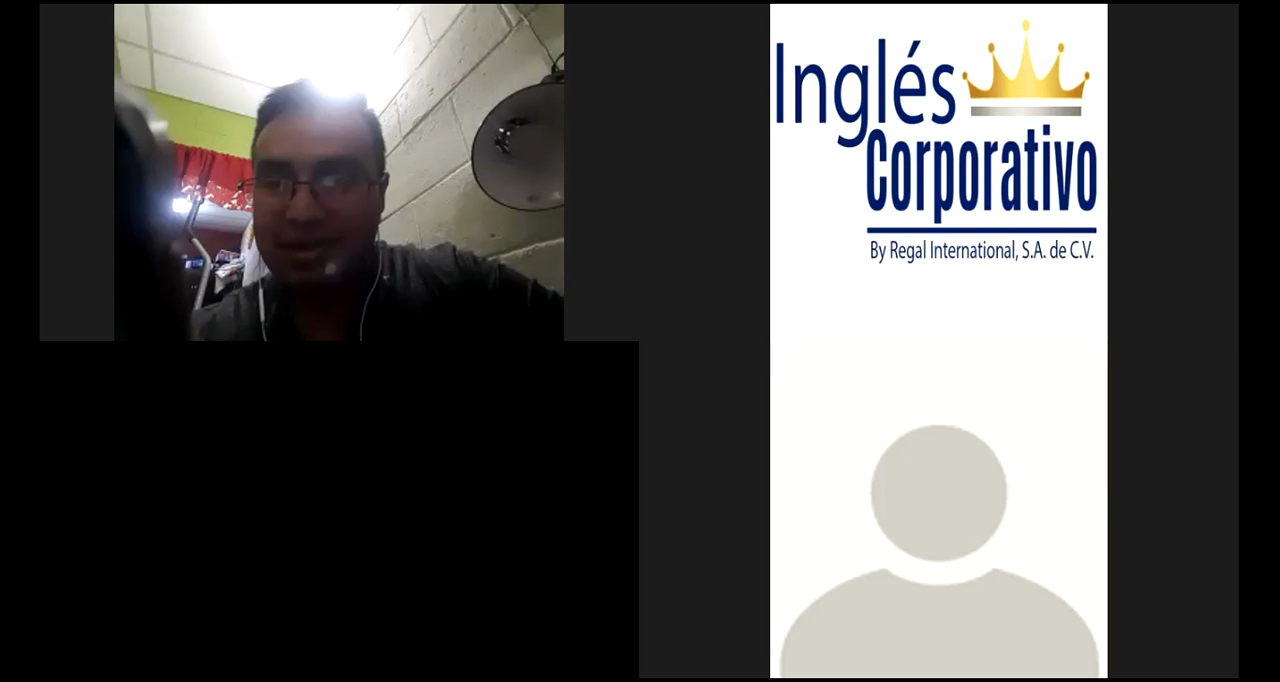 Inglés
Corporativo
By Regal International, S.A. de C.V.